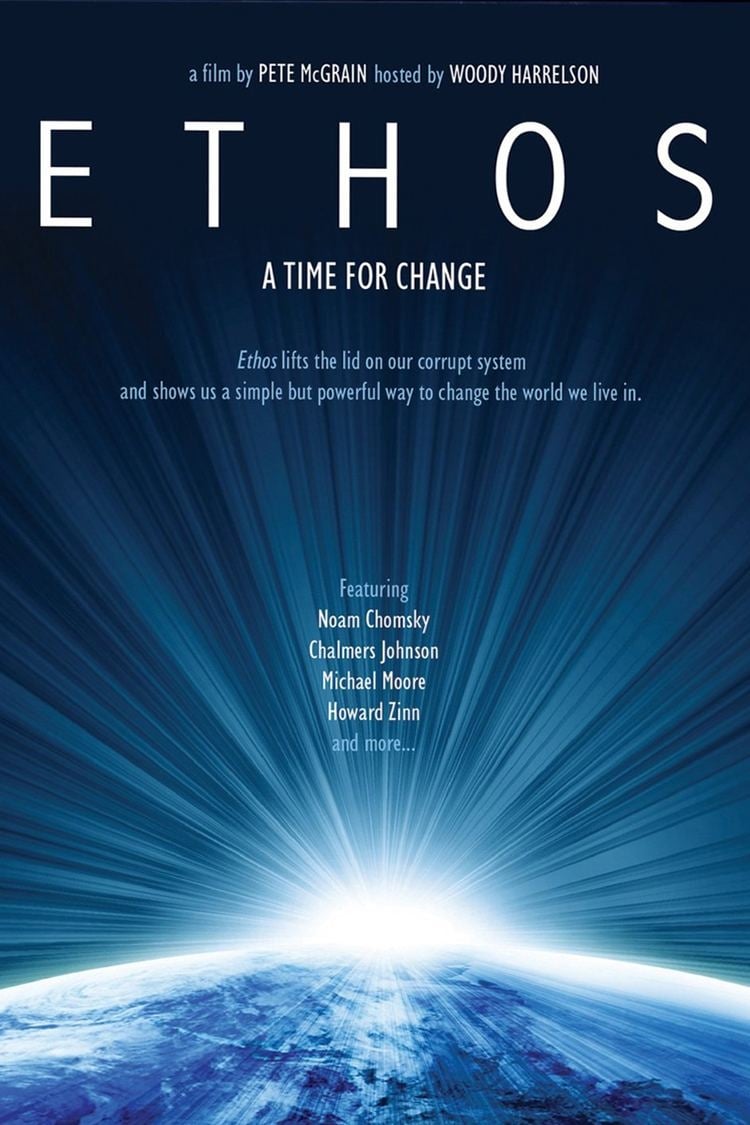 a film by PETE McGRAIN hosted by WOODY HARRELSON
ETHOS
A TIME FOR CHANGE
Ethos lifts the lid on our corrupt system
and shows us a simple but powerful way to change the world we live in.
Featuring
Noam Chomsky
Chalmers Johnson
Michael Moore
Howard Zinn
and more...